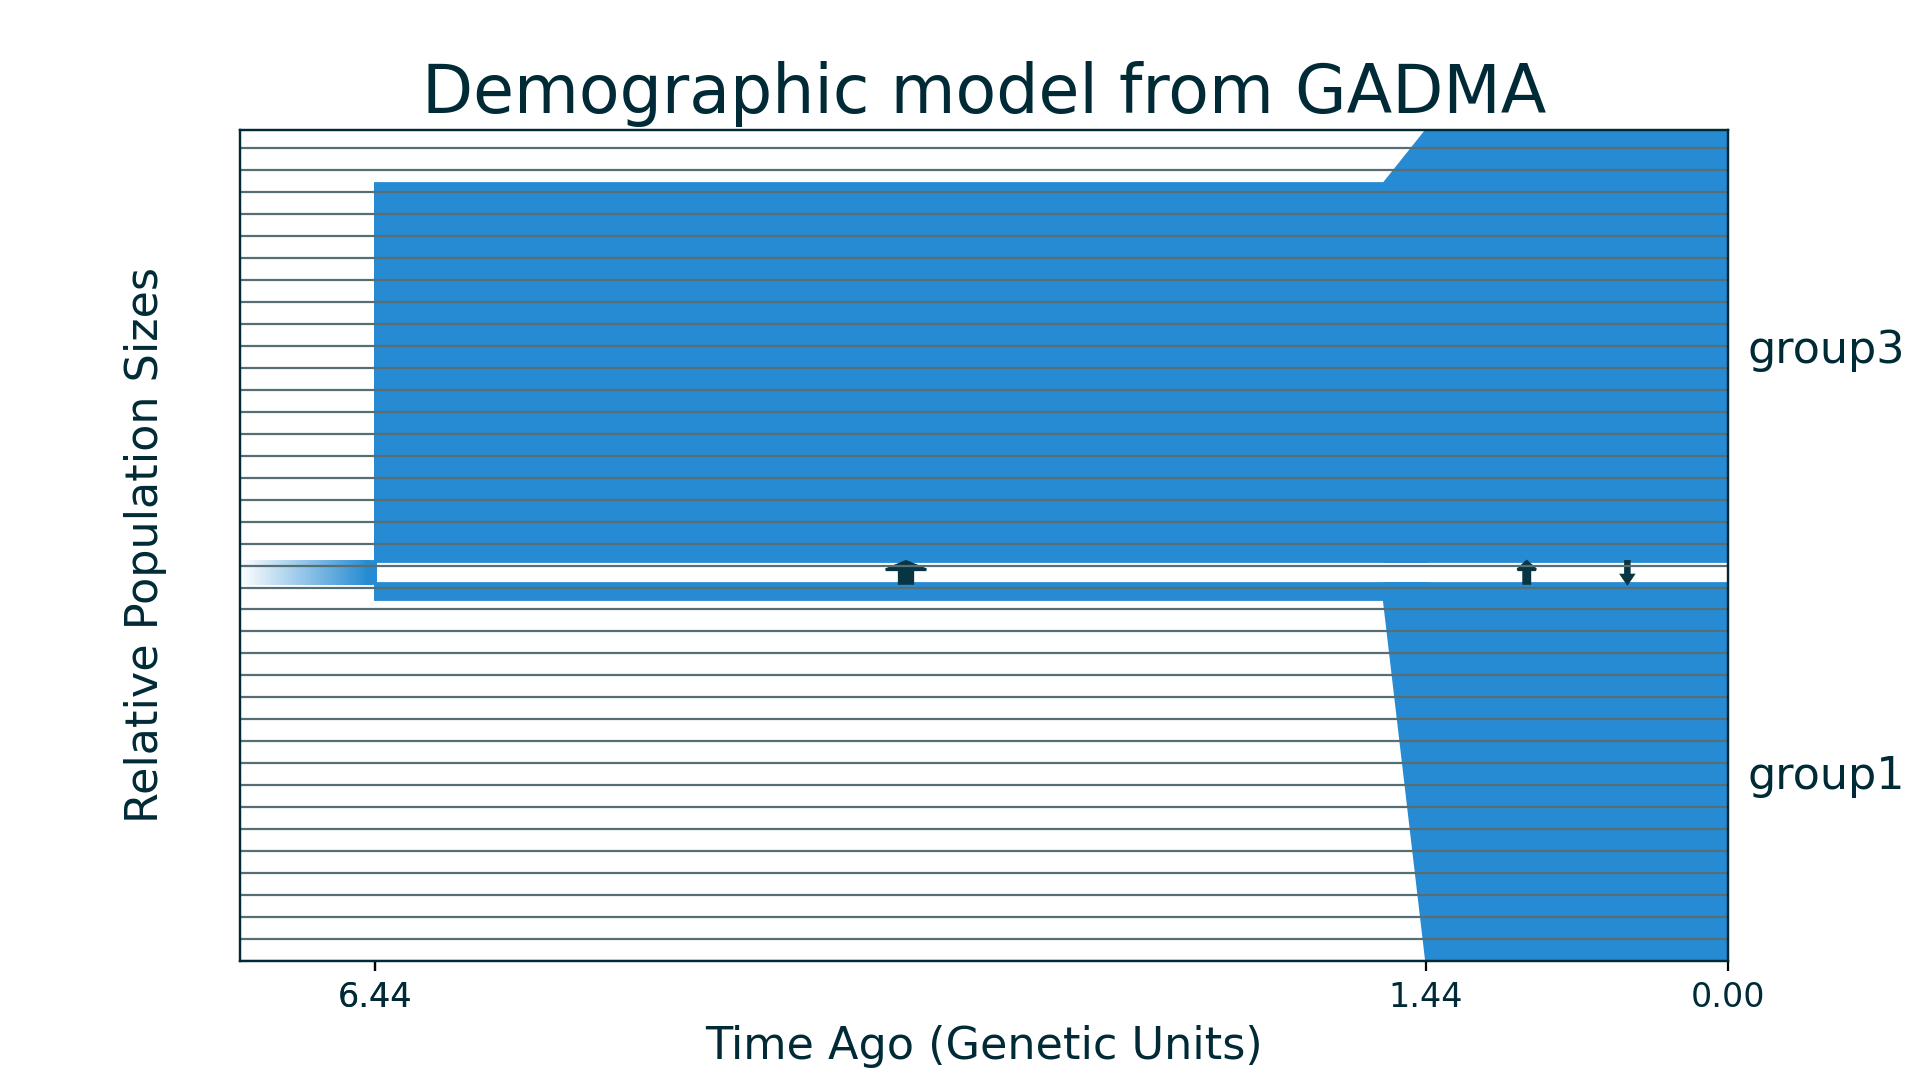 Demographic model from GADMA
Relative Population Sizes
group3
group1
6.44
1.44
0.00
Time Ago (Genetic Units)